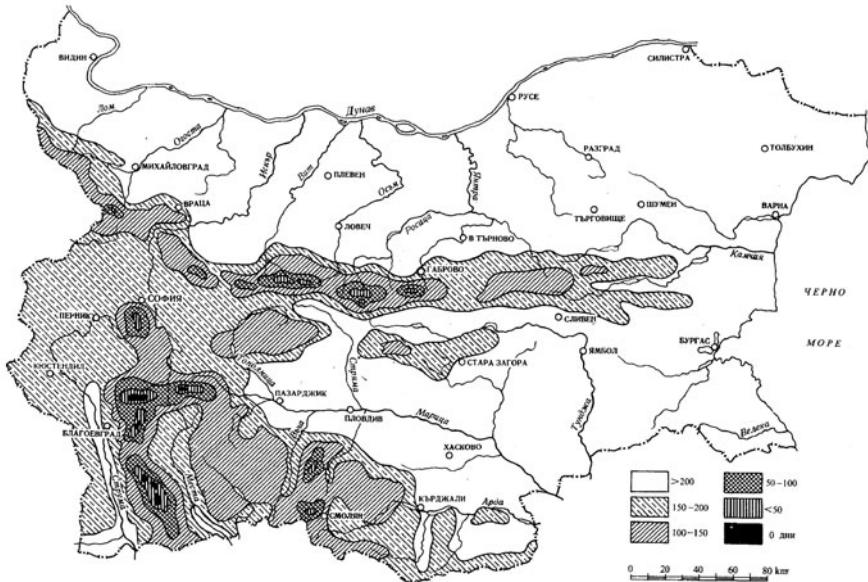 ВИДИН
СИЛИСТРА
Лом
Дунав
РУСЕ
Огоста
Искър
Вит
МИХАЙЛОВГРАД
ПЛЕВЕН
Осъм
Янтра
РАЗГРАД
ТОЛБУХИН
ВРАЦА
ЛОВЕЧ
Росица
В ТЪРНОВО
ТЪРГОВИЩЕ
ШУМЕН
ВАРНА
Камчия
ГАБРОВО
СОФИЯ
ПЕРНИК
ЧЕРНО
МОРЕ
СЛИВЕН
БУРГАС
ЯМБОЛ
СТАРА ЗАГОРА
КЮСТЕНДИЛ
Тополница
Стряма
ПАЗАРДЖИК
ПЛОВДИВ
Марица
Тунджа
Велека
БЛАГОЕВГРАД
Въча
ХАСКОВО
Струма
Места
СМОЛЯН
КЪРДЖАЛИ
Арда
>200
50-100
150-200
<50
100-150
0 дни
0 20 40 60 80 km